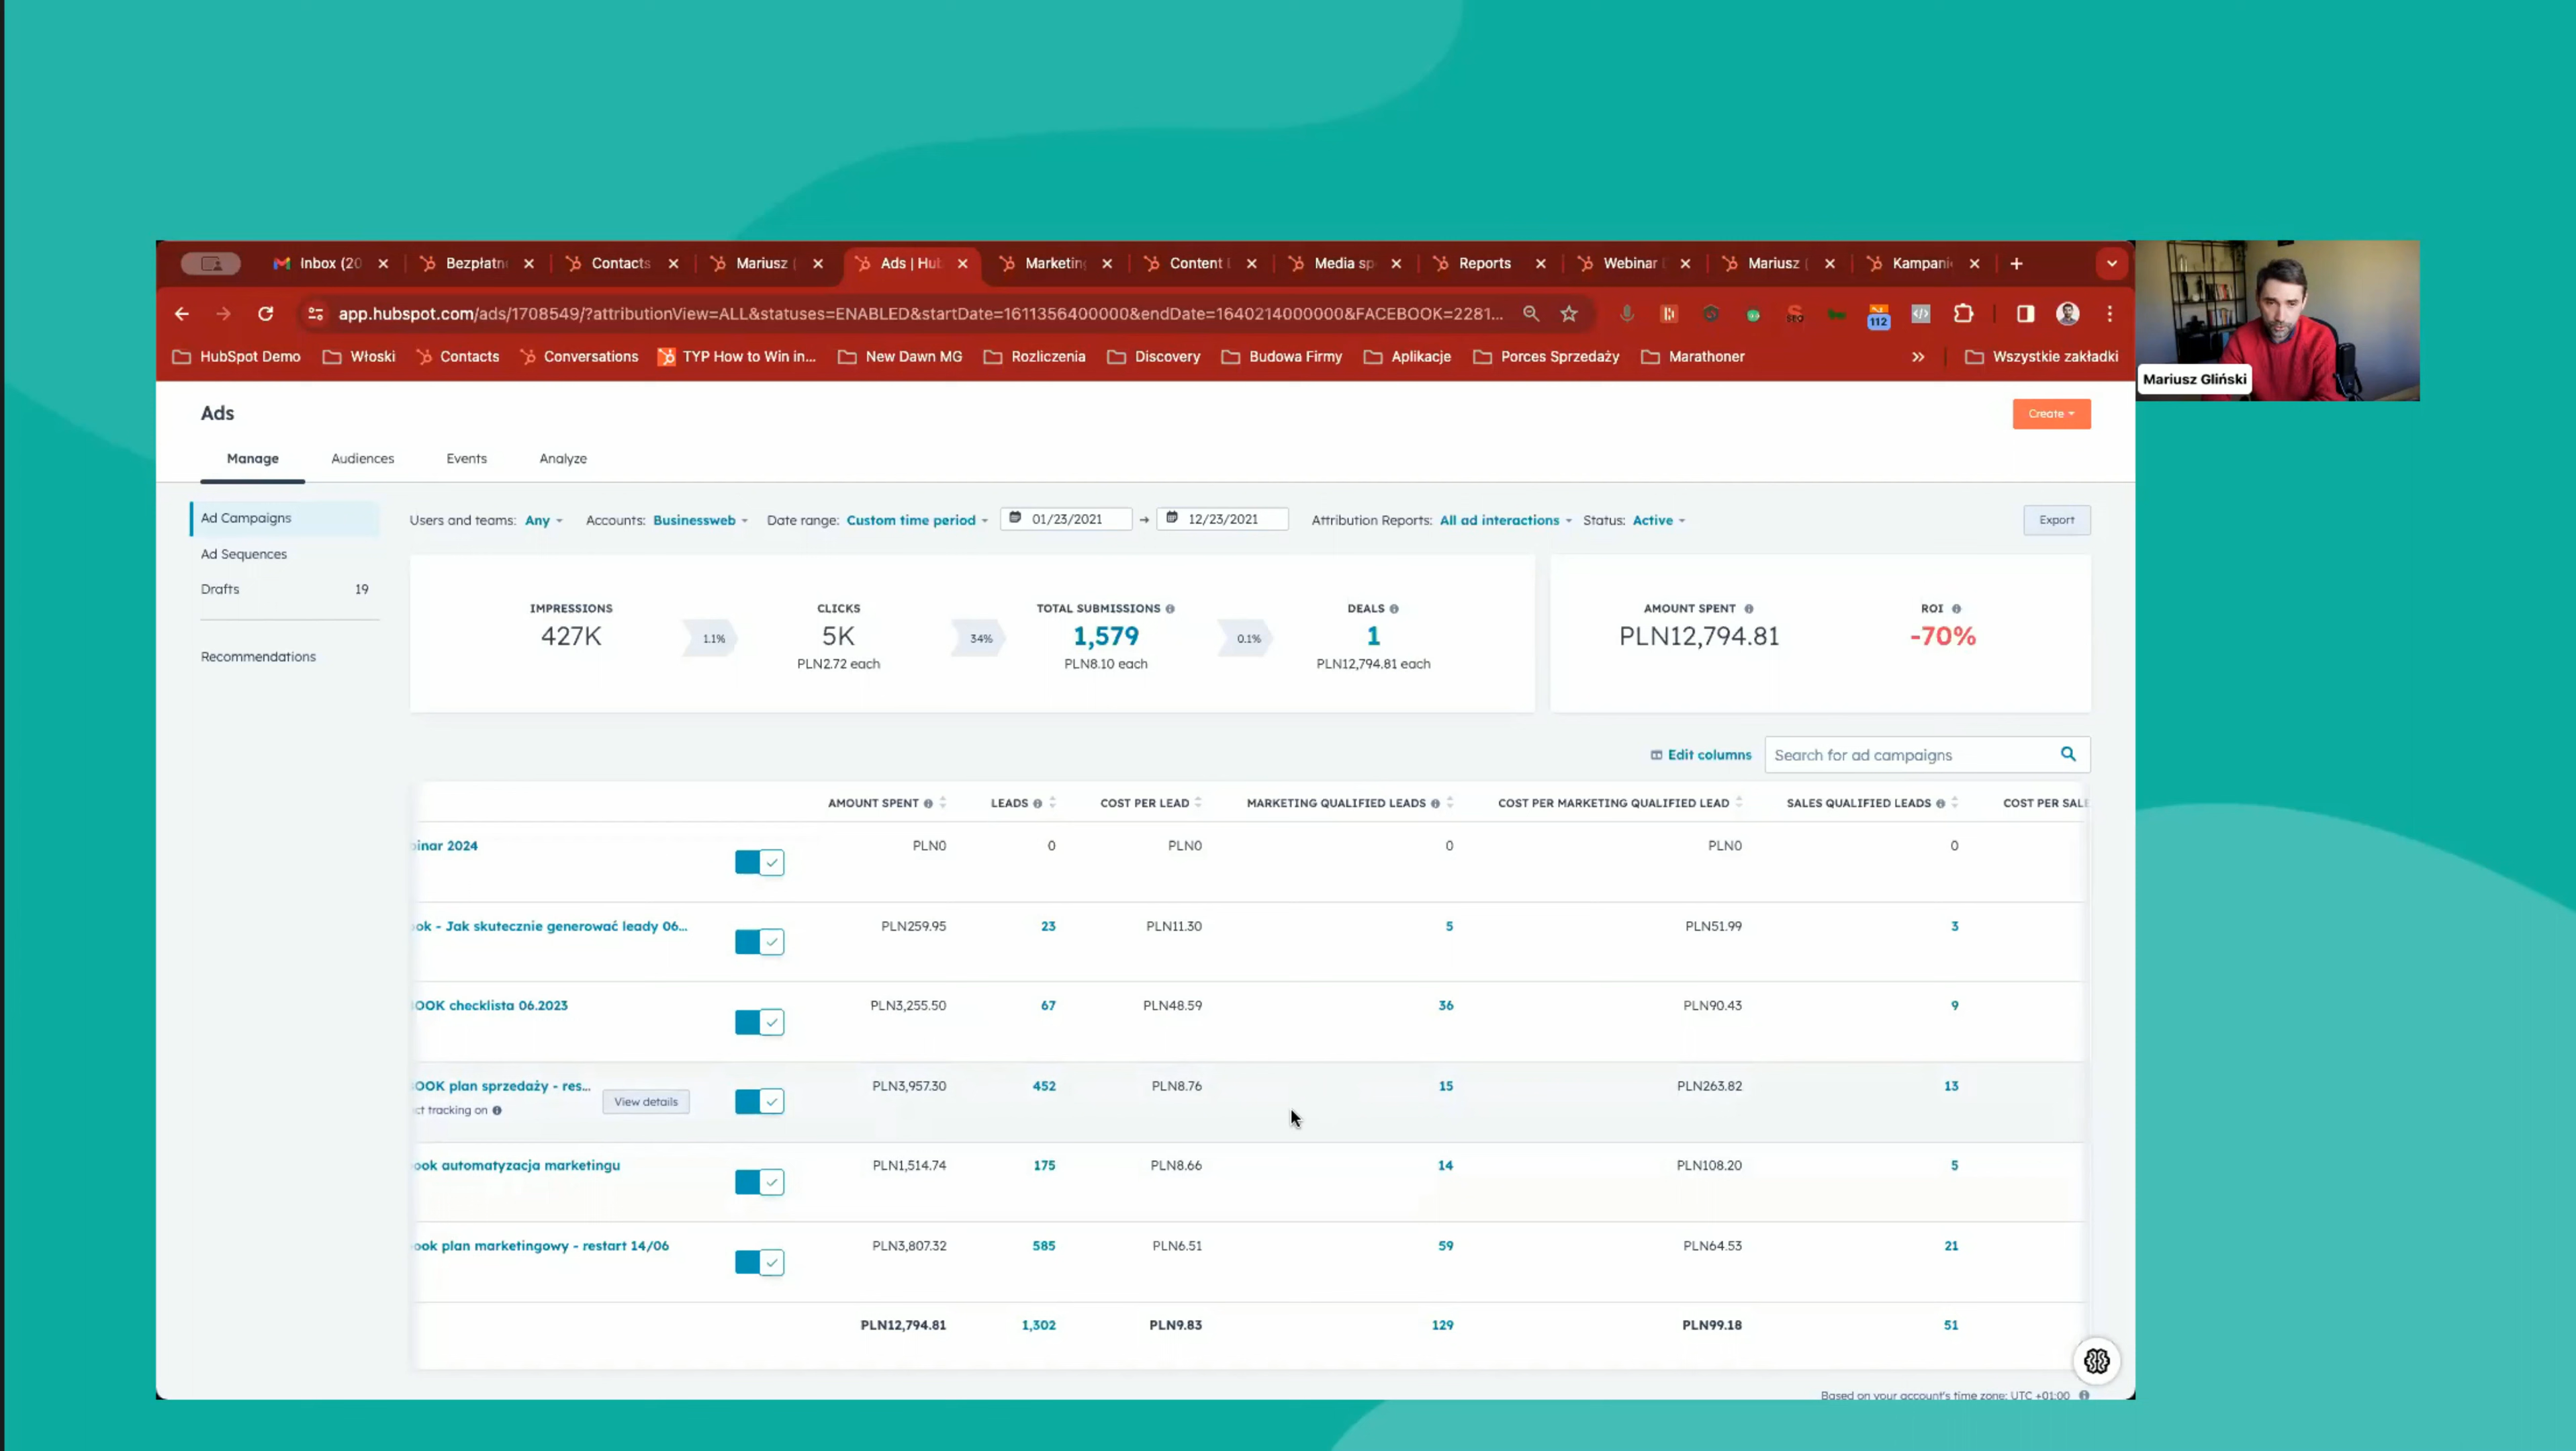 Inbox (20 Bezpłatn Contacts Mariusz ( Ads | Hub Marketing Content Media sp Reports Webinar Mariusz ( Kampani
app.hubspot.com/ads/1708549/?attributionView=ALL&statuses=ENABLED&startDate=1611356400000&endDate=1640214000000&FACEBOOK=2281...
112
HubSpot Demo Włoski Contacts Conversations TYP How to Win in... New Dawn MG Rozliczenia Discovery Budowa Firmy Aplikacje Porces Sprzedaży Marathoner » Wszystkie zakładki
Mariusz Gliński
Ads
Create
Manage Audiences Events Analyze
Ad Campaigns
Ad Sequences
Drafts 19
Recommendations
Users and teams: Any Accounts: Businessweb Date range: Custom time period 01/23/2021 → 12/23/2021 Attribution Reports: All ad interactions Status: Active
Export
IMPRESSIONS CLICKS TOTAL SUBMISSIONS DEALS AMOUNT SPENT ROI
427K 1.1% 5K 34% 1,579 0.1% 1 PLN12,794.81 -70%
PLN2.72 each PLN8.10 each PLN12,794.81 each
Edit columns Search for ad campaigns
AMOUNT SPENT LEADS COST PER LEAD MARKETING QUALIFIED LEADS COST PER MARKETING QUALIFIED LEAD SALES QUALIFIED LEADS COST PER SALE
inar 2024 PLN0 0 PLN0 0 PLN0 0
ok - Jak skutecznie generować leady 06... PLN259.95 23 PLN11.30 5 PLN51.99 3
OOK checklista 06.2023 PLN3,255.50 67 PLN48.59 36 PLN90.43 9
OOK plan sprzedaży - res... PLN3,957.30 452 PLN8.76 15 PLN263.82 13
ct tracking on View details
ook automatyzacja marketingu PLN1,514.74 175 PLN8.66 14 PLN108.20 5
ook plan marketingowy - restart 14/06 PLN3,807.32 585 PLN6.51 59 PLN64.53 21
PLN12,794.81 1,302 PLN9.83 129 PLN99.18 51
Based on your account's time zone: UTC +01:00